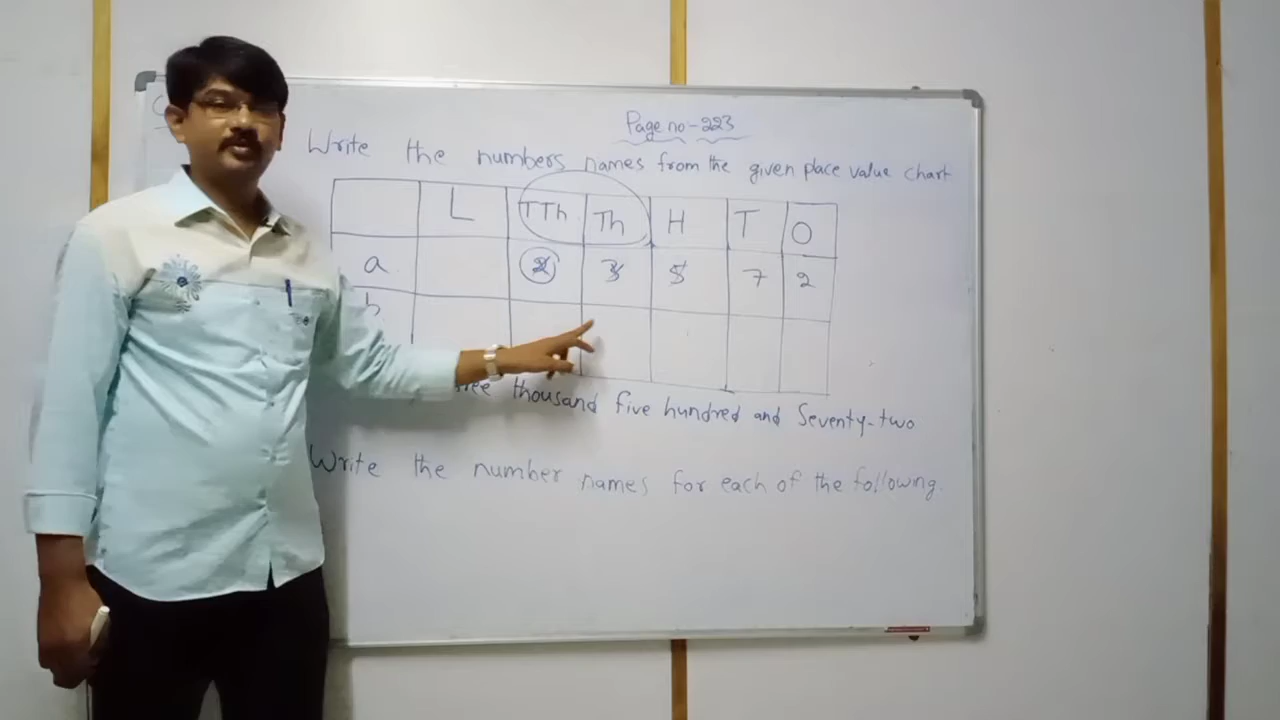 Page no-223
Write the numbers names from the given place value chart
L TTh Th H T O
a 2 3 5 7 2
b
thousand five hundred and Seventy-two
Write the number names for each of the following.